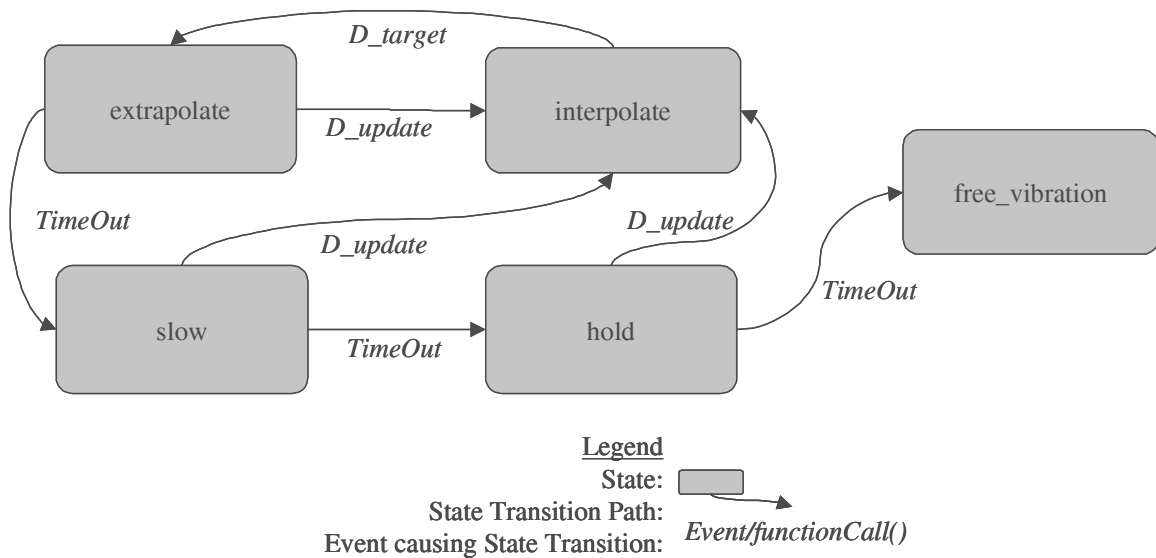 D_target
extrapolate
interpolate
D_update
free_vibration
TimeOut
D_update
D_update
TimeOut
slow
TimeOut
hold
Legend
State:
State Transition Path:
Event/functionCall()
Event causing State Transition: